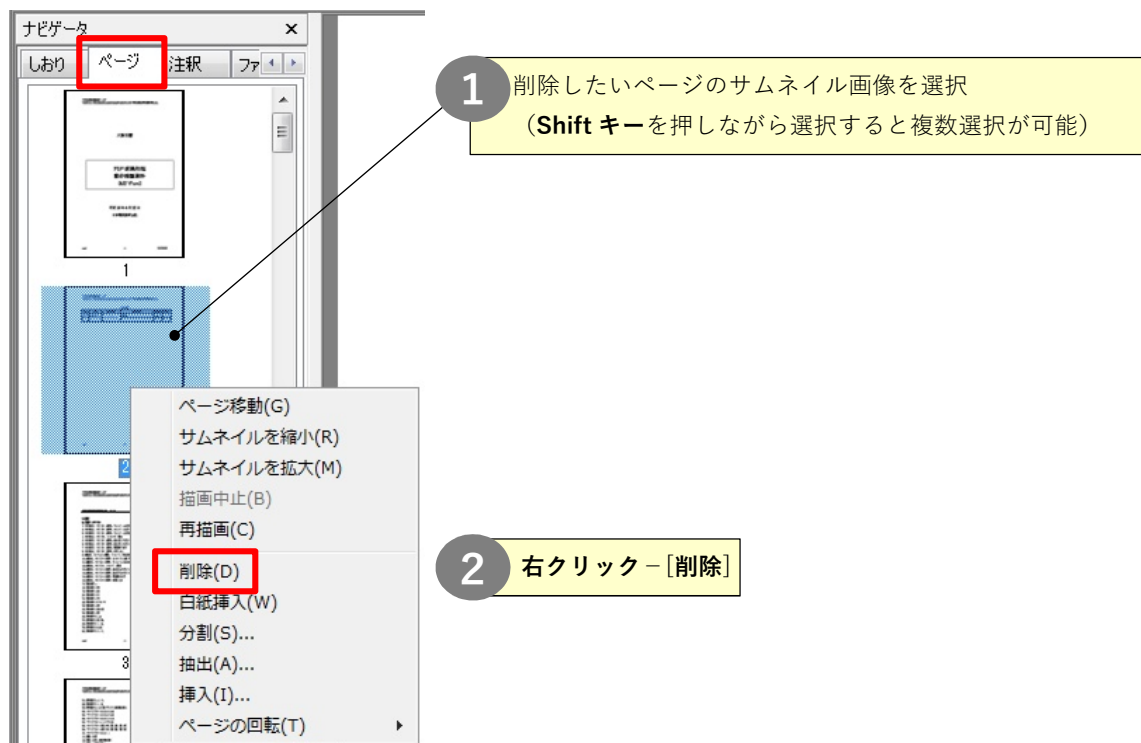 ナビゲータ
しおり ページ 注釈 ファ
1
2
3
ページ移動(G)
サムネイルを縮小(R)
サムネイルを拡大(M)
描画中止(B)
再描画(C)
削除(D)
白紙挿入(W)
分割(S)...
抽出(A)...
挿入(I)...
ページの回転(T)
1 削除したいページのサムネイル画像を選択
（Shift キーを押しながら選択すると複数選択が可能）
2 右クリック－[削除]